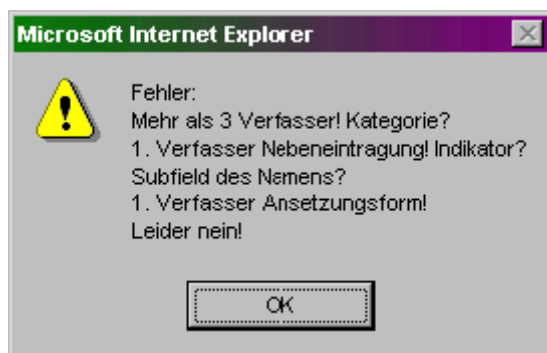 Microsoft Internet Explorer
Fehler:
Mehr als 3 Verfasser! Kategorie?
1. Verfasser Nebeneintragung! Indikator?
Subfield des Namens?
1. Verfasser Ansetzungsform!
Leider nein!
OK